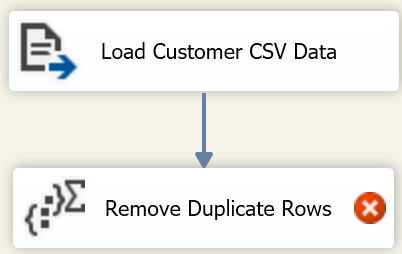 Load Customer CSV Data
Remove Duplicate Rows